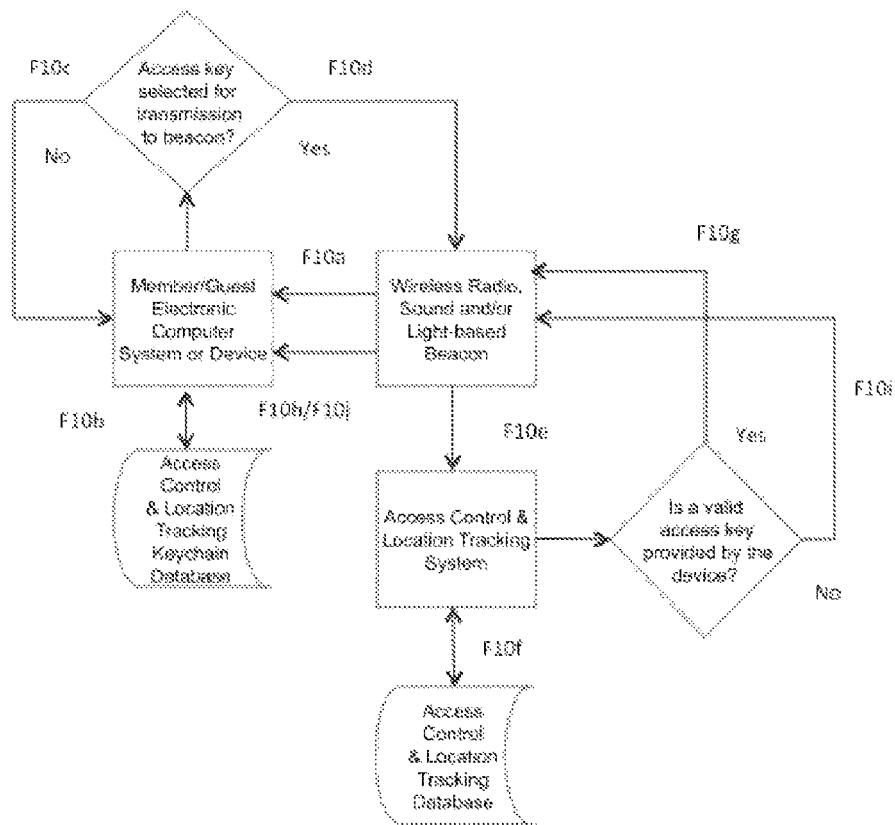 F10c
Access key
selected for
transmission
to beacon?
F10d
No
Yes
F10a
F10g
Member/Guest
Electronic
Computer
System or Device
Wireless Radio,
Sound and/or
Light-based
Beacon
F10b
F10h/F10j
F10e
Yes
F10i
Access
Control
& Location
Tracking
Keychain
Database
Access Control &
Location Tracking
System
Is a valid
access key
provided by the
device?
No
F10f
Access
Control
& Location
Tracking
Database